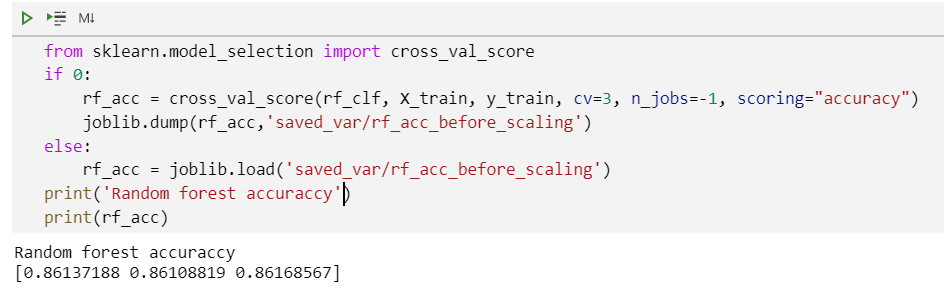 M↓
from sklearn.model_selection import cross_val_score
if 0:
    rf_acc = cross_val_score(rf_clf, X_train, y_train, cv=3, n_jobs=-1, scoring="accuracy")
    joblib.dump(rf_acc,'saved_var/rf_acc_before_scaling')
else:
    rf_acc = joblib.load('saved_var/rf_acc_before_scaling')
print('Random forest accuraccy')
print(rf_acc)
Random forest accuraccy
[0.86137188 0.86108819 0.86168567]